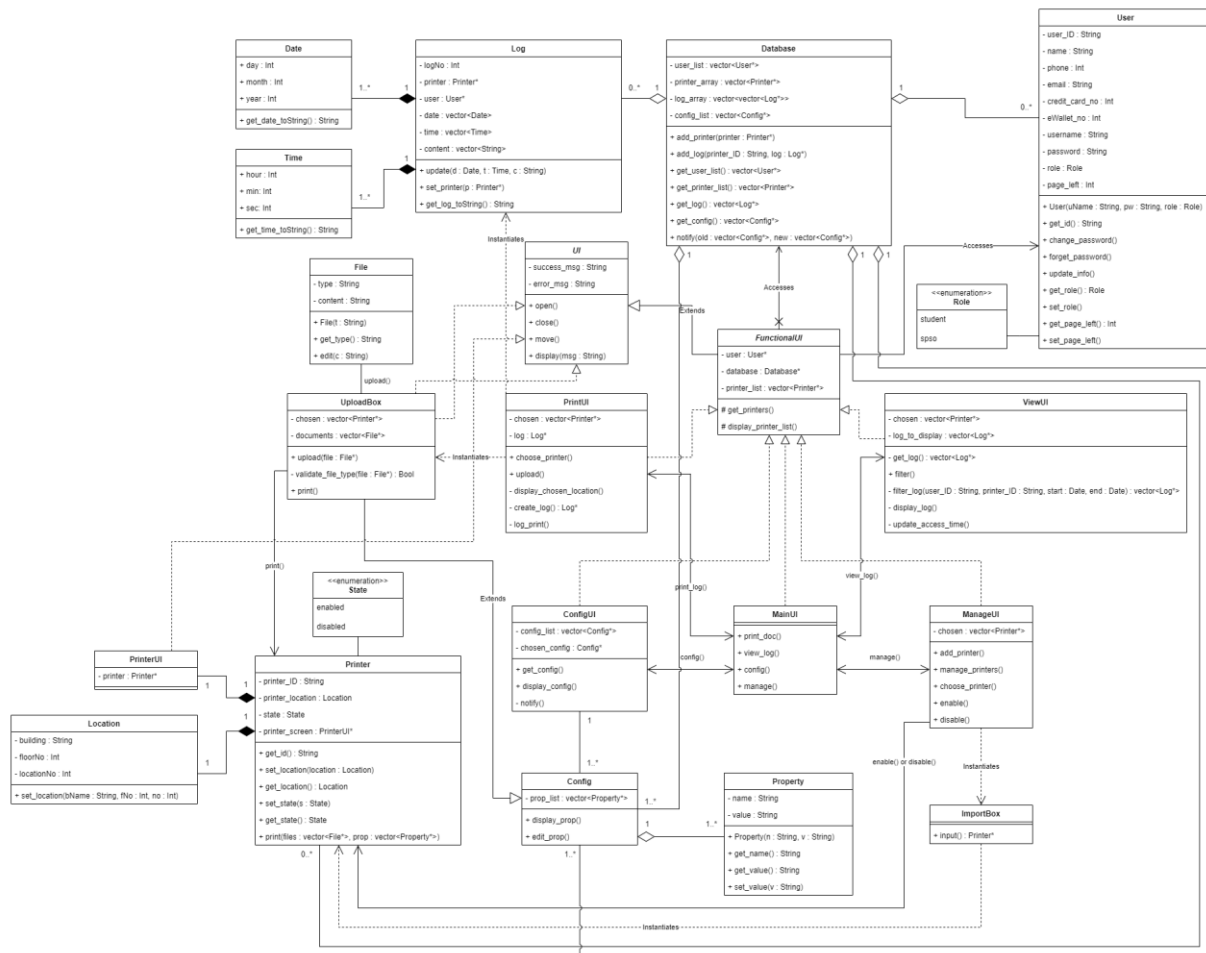 User
- user_ID : String
- name : String
- phone : Int
- email : String
- credit_card_no : Int
- eWallet_no : Int
- username : String
- password : String
- role : Role
- page_left : Int
+ User(uName : String, pw : String, role : Role)
+ get_id() : String
+ change_password()
+ forget_password()
+ update_info()
+ get_role() : Role
+ set_role()
+ get_page_left() : Int
+ set_page_left()
Date
+ day : Int
+ month : Int
+ year : Int
+ get_date_toString() : String
1..*
1
Log
- logNo : Int
- printer : Printer*
- user : User*
- date : vector<Date>
- time : vector<Time>
- content : vector<String>
+ update(d : Date, t : Time, c : String)
+ set_printer(p : Printer*)
+ get_log_toString() : String
0..*
1
Database
- user_list : vector<User*>
- printer_array : vector<Printer*>
- log_array : vector<vector<Log*>>
- config_list : vector<Config*>
+ add_printer(printer : Printer*)
+ add_log(printer_ID : String, log : Log*)
+ get_user_list() : vector<User*>
+ get_printer_list() : vector<Printer*>
+ get_log() : vector<Log*>
+ get_config() : vector<Config*>
+ notify(old : vector<Config*>, new : vector<Config*>)
1
0..*
1
1
1
Time
+ hour : Int
+ min: Int
+ sec: Int
+ get_time_toString() : String
1
1..*
Instantiates
Accesses
Accesses
UI
- success_msg : String
- error_msg : String
+ open()
+ close()
+ move()
+ display(msg : String)
Extends
File
- type : String
- content : String
+ File(t : String)
+ get_type() : String
+ edit(c : String)
upload()
<<enumeration>>
Role
student
spso
FunctionalUI
- user : User*
- database : Database*
- printer_list : vector<Printer*>
# get_printers()
# display_printer_list()
UploadBox
- chosen : vector<Printer*>
- documents : vector<File*>
+ upload(file : File*)
- validate_file_type(file : File*) : Bool
+ print()
Instantiates
PrintUI
- chosen : vector<Printer*>
- log : Log*
+ choose_printer()
+ upload()
- display_chosen_location()
- create_log() : Log*
- log_print()
ViewUI
- chosen : vector<Printer*>
- log_to_display : vector<Log*>
- get_log() : vector<Log*>
+ filter()
- filter_log(user_ID : String, printer_ID : String, start : Date, end : Date) : vector<Log*>
- display_log()
- update_access_time()
print()
<<enumeration>>
State
enabled
disabled
Extends
print_log()
view_log()
ConfigUI
- config_list : vector<Config*>
- chosen_config : Config*
+ get_config()
+ display_config()
- notify()
config()
MainUI
+ print_doc()
+ view_log()
+ config()
+ manage()
manage()
ManageUI
- chosen : vector<Printer*>
+ add_printer()
+ manage_printers()
+ choose_printer()
+ enable()
+ disable()
PrinterUI
- printer : Printer*
1
1
Printer
- printer_ID : String
- printer_location : Location
- state : State
- printer_screen : PrinterUI*
+ get_id() : String
+ set_location(location : Location)
+ get_location() : Location
+ set_state(s : State)
+ get_state() : State
+ print(files : vector<File*>, prop : vector<Property*>)
0..*
Location
- building : String
- floorNo : Int
- locationNo : Int
+ set_location(bName : String, fNo : Int, no : Int)
1
1
1
1..*
Config
- prop_list : vector<Property*>
+ display_prop()
+ edit_prop()
1..*
1..*
1
1..*
Property
- name : String
- value : String
+ Property(n : String, v : String)
+ get_name() : String
+ get_value() : String
+ set_value(v : String)
enable() or disable()
Instantiates
ImportBox
+ input() : Printer*
Instantiates